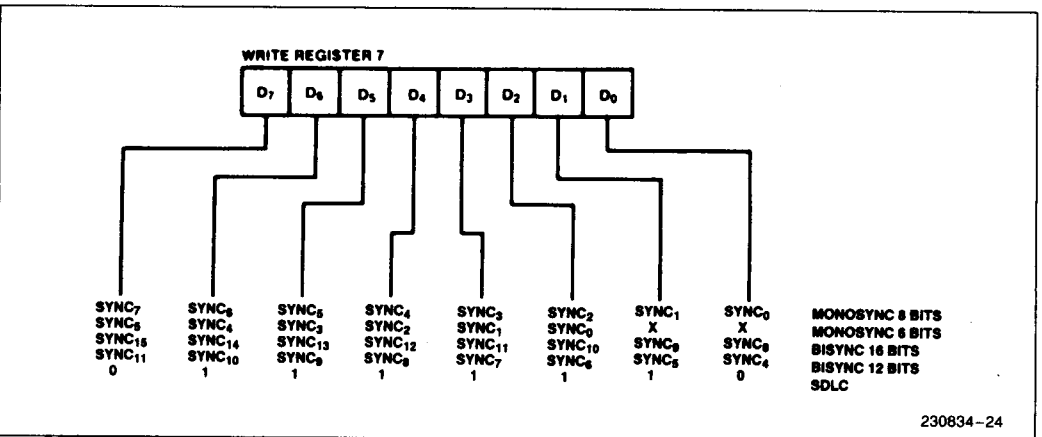 WRITE REGISTER 7
D₇ D₆ D₅ D₄ D₃ D₂ D₁ D₀
SYNC₇ SYNC₆ SYNC₅ SYNC₄ SYNC₃ SYNC₂ SYNC₁ SYNC₀ MONOSYNC 8 BITS
SYNC₅ SYNC₄ SYNC₃ SYNC₂ SYNC₁ SYNC₀ X X MONOSYNC 6 BITS
SYNC₁₅ SYNC₁₄ SYNC₁₃ SYNC₁₂ SYNC₁₁ SYNC₁₀ SYNC₉ SYNC₈ BISYNC 16 BITS
SYNC₁₁ SYNC₁₀ SYNC₉ SYNC₈ SYNC₇ SYNC₆ SYNC₅ SYNC₄ BISYNC 12 BITS
0 1 1 1 1 1 1 0 SDLC
230834-24